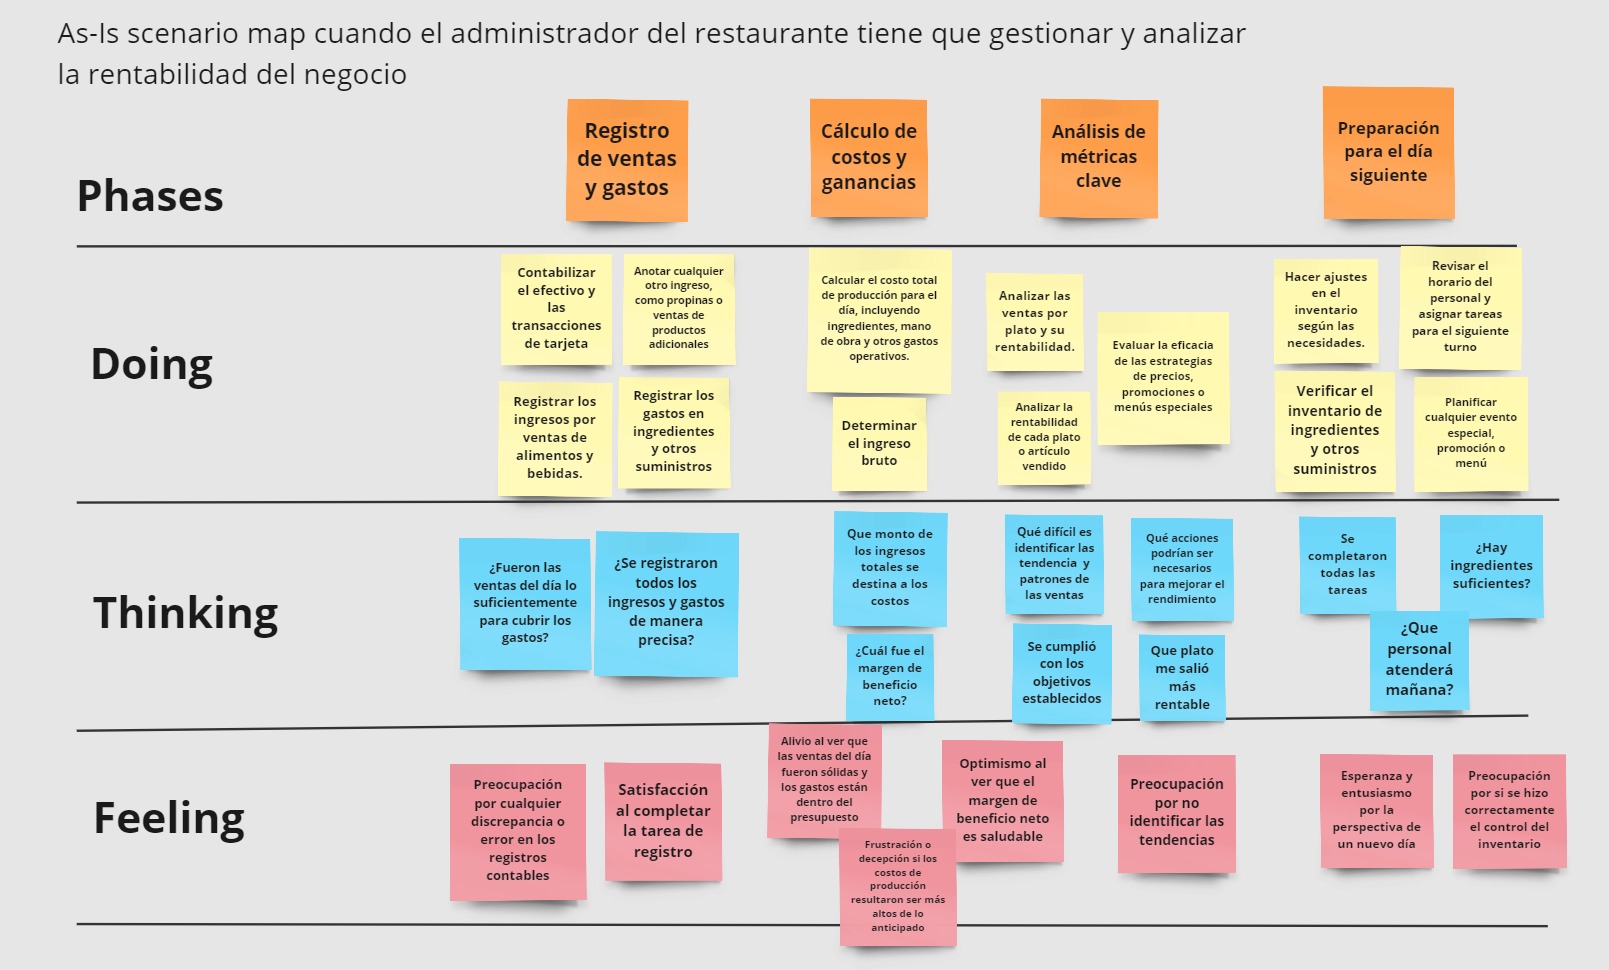 As-Is scenario map cuando el administrador del restaurante tiene que gestionar y analizar
la rentabilidad del negocio
Phases
Registro
de ventas
y gastos
Cálculo de
costos y
ganancias
Análisis de
métricas
clave
Preparación
para el día
siguiente
Doing
Contabilizar
el efectivo y
las
transacciones
de tarjeta
Anotar cualquier
otro ingreso,
como propinas o
ventas de
productos
adicionales
Registrar los
ingresos por
ventas de
alimentos y
bebidas.
Registrar los
gastos en
ingredientes
y otros
suministros
Calcular el costo total
de producción para el
día, incluyendo
ingredientes, mano
de obra y otros gastos
operativos.
Determinar
el ingreso
bruto
Analizar las
ventas por
plato y su
rentabilidad.
Evaluar la eficacia
de las estrategias
de precios,
promociones o
menús especiales
Analizar la
rentabilidad
de cada plato
o artículo
vendido
Hacer ajustes
en el
inventario
según las
necesidades.
Revisar el
horario del
personal y
asignar tareas
para el siguiente
turno
Verificar el
inventario de
ingredientes
y otros
suministros
Planificar
cualquier evento
especial,
promoción o
menú
Thinking
¿Fueron las
ventas del día lo
suficientemente
para cubrir los
gastos?
¿Se registraron
todos los
ingresos y gastos
de manera
precisa?
Que monto de
los ingresos
totales se
destina a los
costos
¿Cuál fue el
margen de
beneficio
neto?
Qué difícil es
identificar las
tendencia y
patrones de
las ventas
Qué acciones
podrían ser
necesarios
para mejorar el
rendimiento
Se cumplió
con los
objetivos
establecidos
Que plato
me salió
más
rentable
Se
completaron
todas las
tareas
¿Hay
ingredientes
suficientes?
¿Que
personal
atenderá
mañana?
Feeling
Preocupación
por cualquier
discrepancia o
error en los
registros
contables
Satisfacción
al completar
la tarea de
registro
Alivio al ver que
las ventas del día
fueron sólidas y
los gastos están
dentro del
presupuesto
Frustración o
decepción si los
costos de
producción
resultaron ser más
altos de lo
anticipado
Optimismo al
ver que el
margen de
beneficio neto
es saludable
Preocupación
por no
identificar las
tendencias
Esperanza y
entusiasmo
por la
perspectiva de
un nuevo día
Preocupación
por si se hizo
correctamente
el control del
inventario